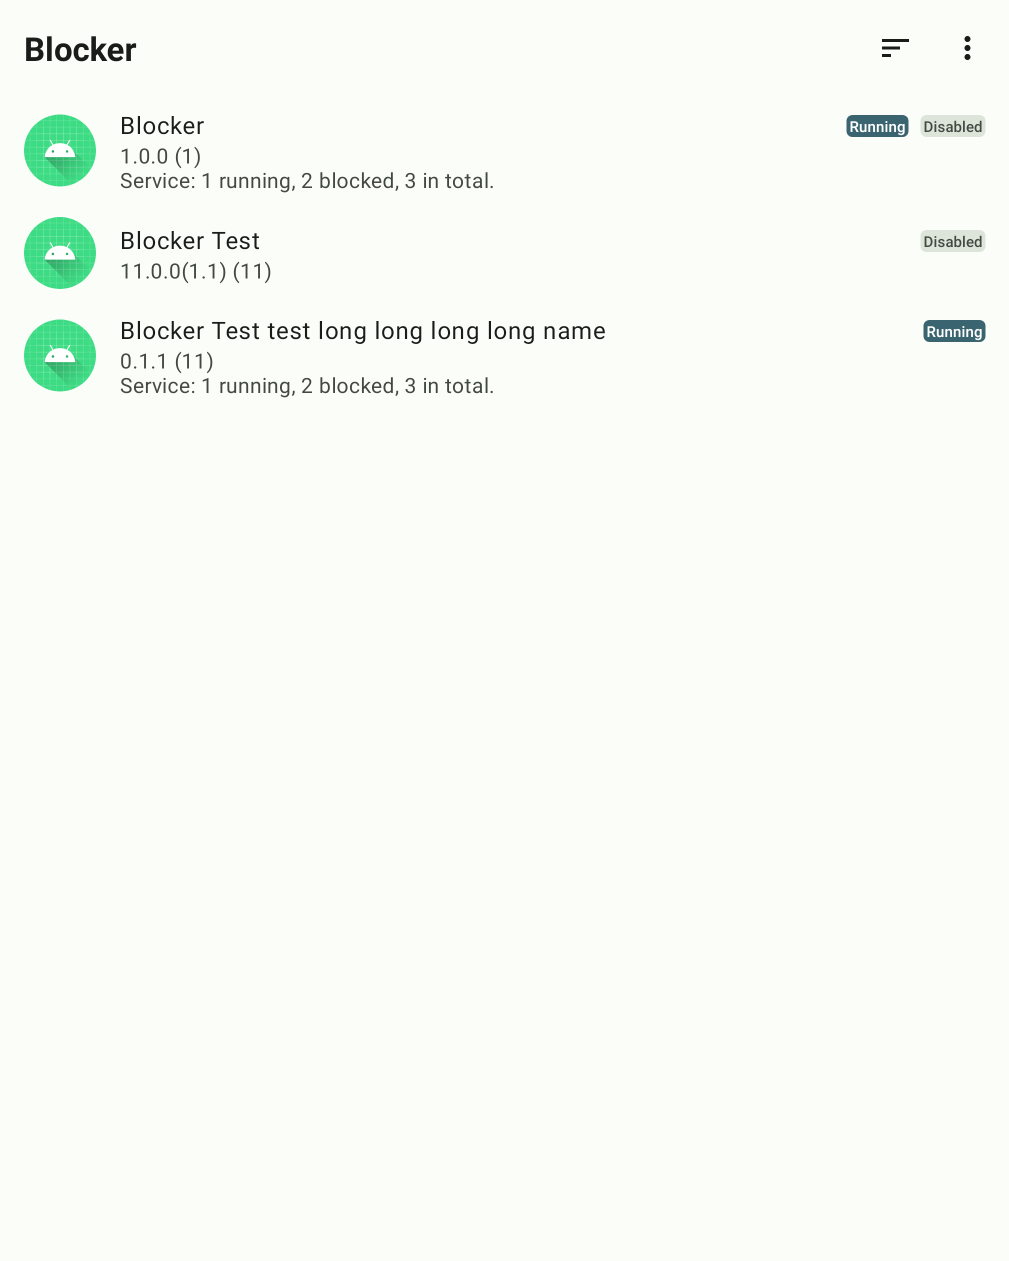 Blocker
Blocker Running Disabled
1.0.0 (1)
Service: 1 running, 2 blocked, 3 in total.
Blocker Test Disabled
11.0.0(1.1) (11)
Blocker Test test long long long long name Running
0.1.1 (11)
Service: 1 running, 2 blocked, 3 in total.